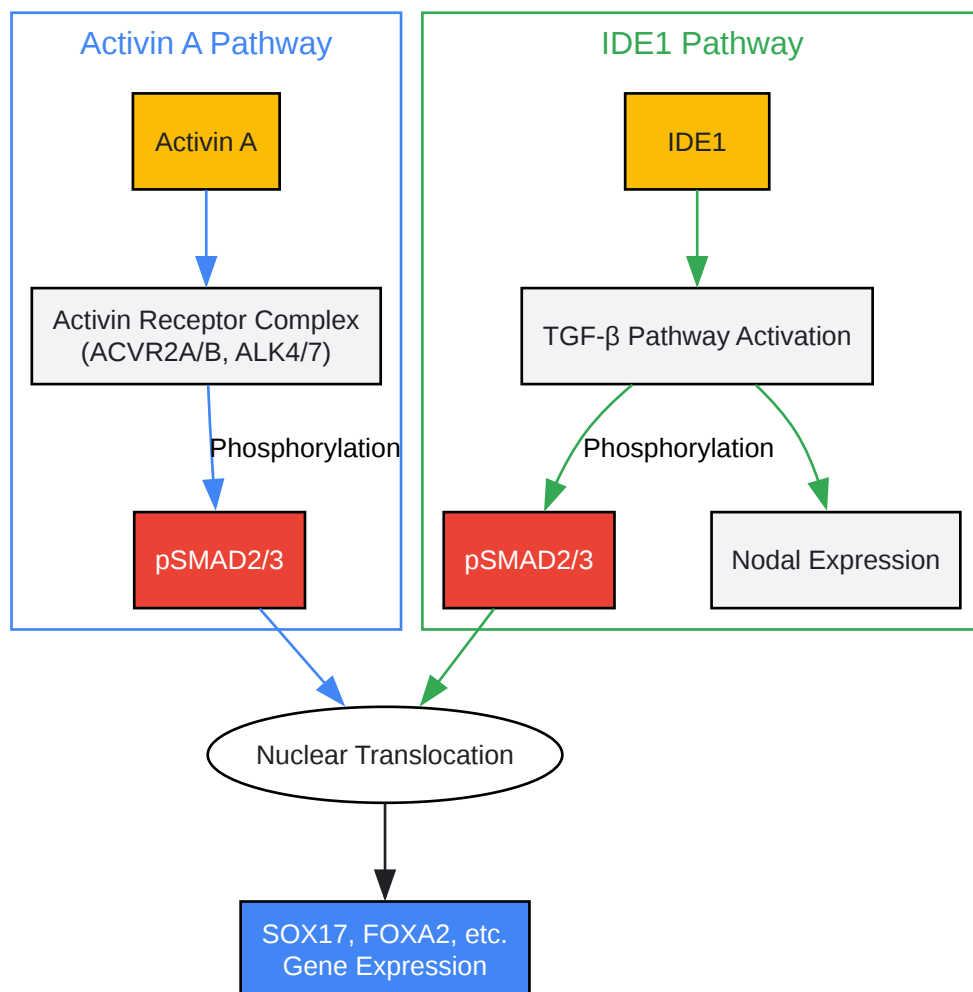 Activin A Pathway
IDE1 Pathway
Activin A
IDE1
Activin Receptor Complex
(ACVR2A/B, ALK4/7)
TGF-β Pathway Activation
Phosphorylation
Phosphorylation
pSMAD2/3
pSMAD2/3
Nodal Expression
Nuclear Translocation
SOX17, FOXA2, etc.
Gene Expression